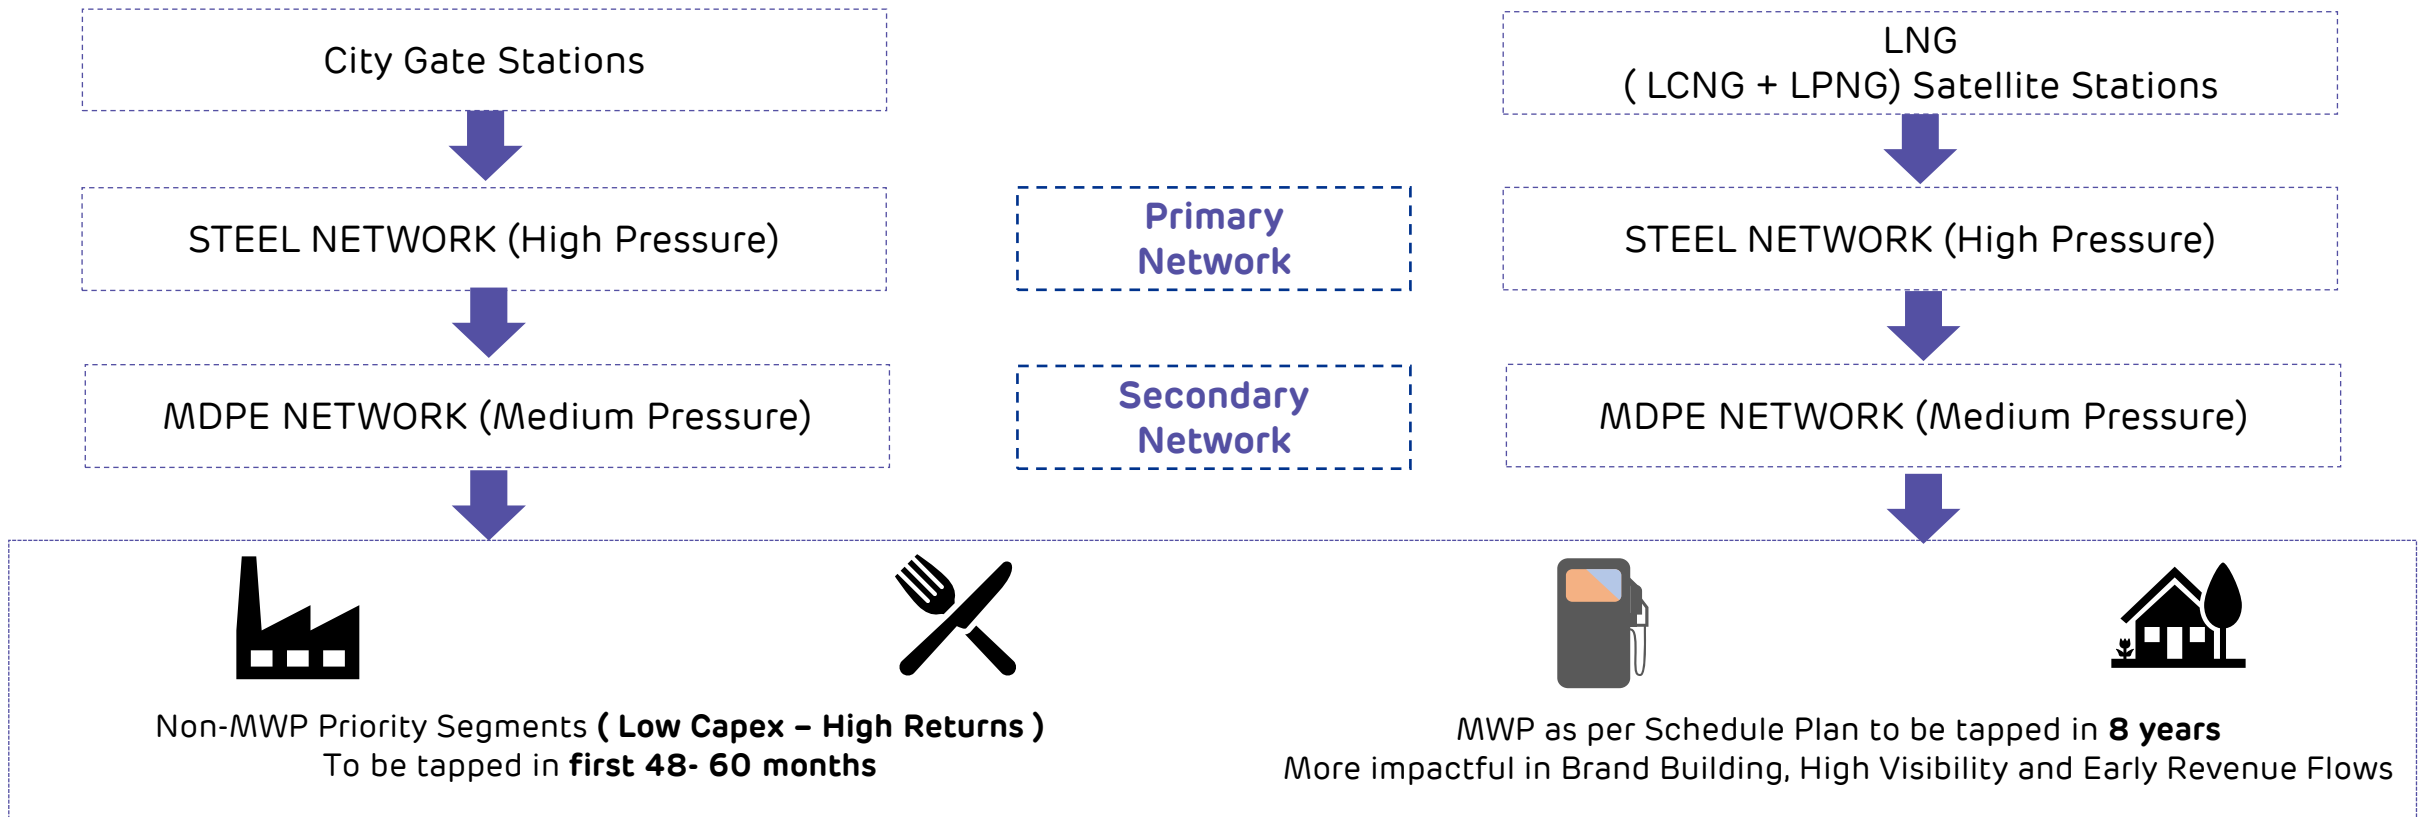 City Gate Stations
LNG
( LCNG + LPNG) Satellite Stations
STEEL NETWORK (High Pressure)
Primary
Network
STEEL NETWORK (High Pressure)
MDPE NETWORK (Medium Pressure)
Secondary
Network
MDPE NETWORK (Medium Pressure)
Non-MWP Priority Segments ( Low Capex – High Returns )
To be tapped in first 48- 60 months
MWP as per Schedule Plan to be tapped in 8 years
More impactful in Brand Building, High Visibility and Early Revenue Flows